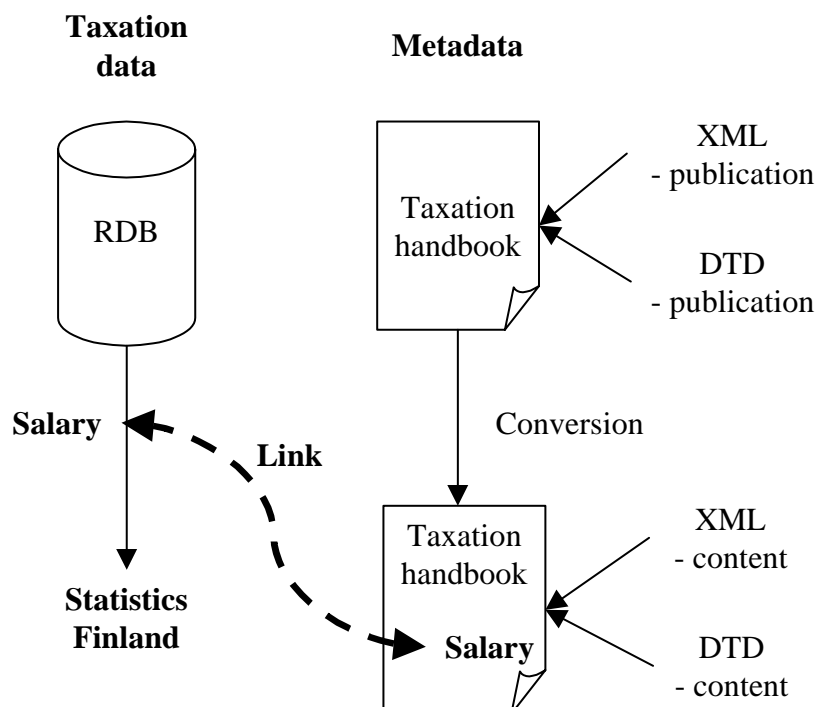 Taxation
data
Metadata
RDB
Taxation
handbook
XML
- publication
DTD
- publication
Salary
Link
Conversion
Statistics
Finland
Taxation
handbook
Salary
XML
- content
DTD
- content